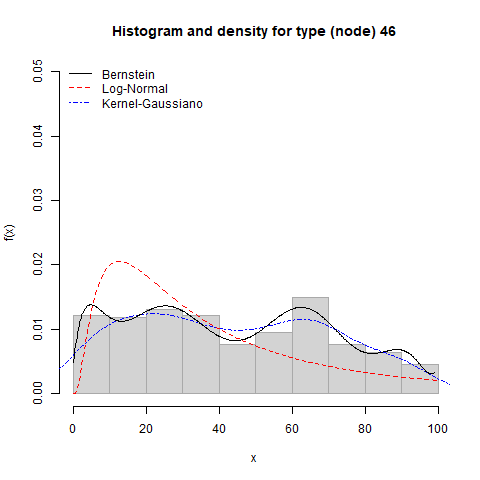 Histogram and density for type (node) 46
Bernstein
Log-Normal
Kernel-Gaussiano
0.05
0.04
0.03
0.02
0.01
0.00
f(x)
0 20 40 60 80 100
x